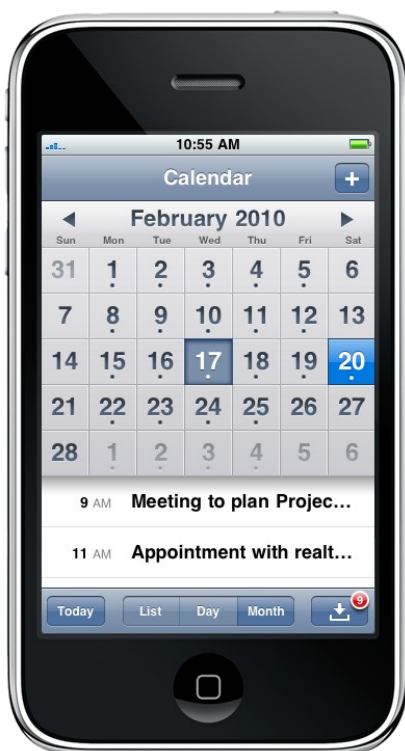 10:55 AM
Calendar +
February 2010
Sun Mon Tue Wed Thu Fri Sat
31 1 2 3 4 5 6
7 8 9 10 11 12 13
14 15 16 17 18 19 20
21 22 23 24 25 26 27
28 1 2 3 4 5 6
9 AM Meeting to plan Projec...
11 AM Appointment with realt...
Today List Day Month 9